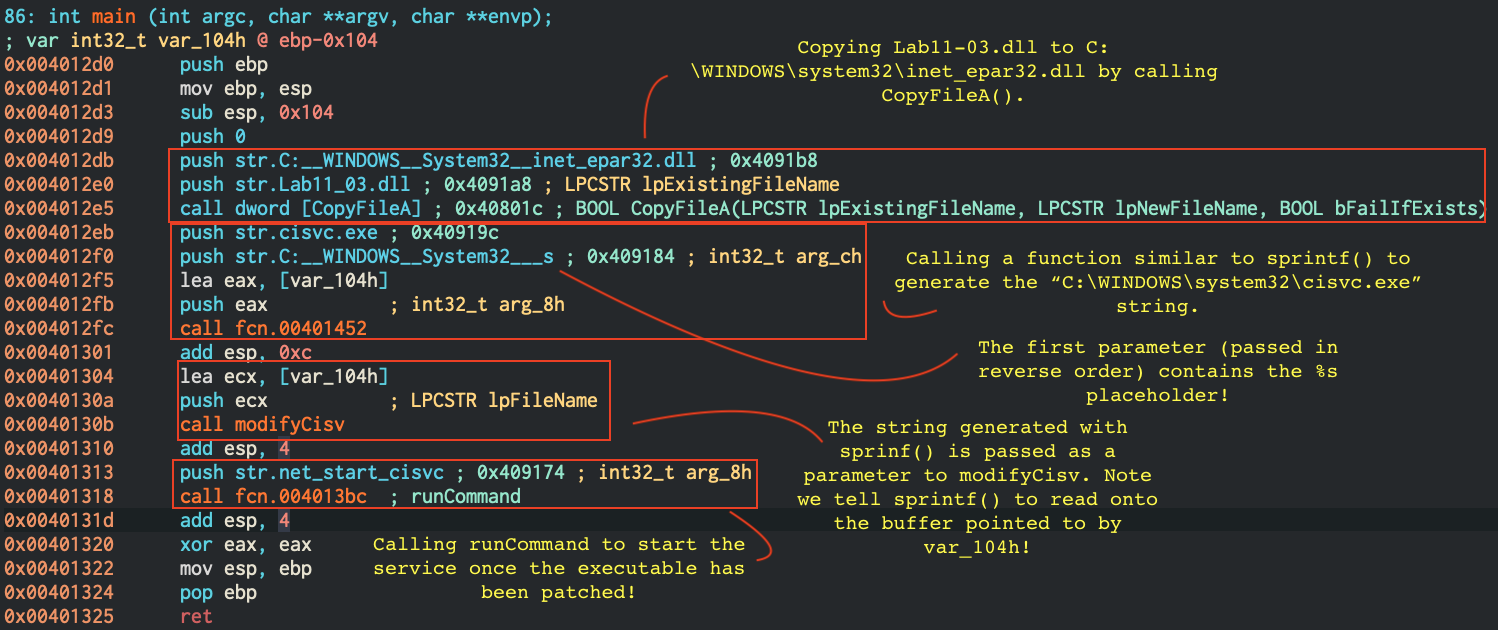 86: int main (int argc, char **argv, char **envp);
; var int32_t var_104h @ ebp-0x104
0x004012d0 push ebp
0x004012d1 mov ebp, esp
0x004012d3 sub esp, 0x104
0x004012d9 push 0
0x004012db push str.C:__WINDOWS__System32__inet_epar32.dll ; 0x4091b8
0x004012e0 push str.Lab11_03.dll ; 0x4091a8 ; LPCSTR lpExistingFileName
0x004012e5 call dword [CopyFileA] ; 0x40801c ; BOOL CopyFileA(LPCSTR lpExistingFileName, LPCSTR lpNewFileName, BOOL bFailIfExists)
0x004012eb push str.cisvc.exe ; 0x40919c
0x004012f0 push str.C:__WINDOWS__System32___s ; 0x409184 ; int32_t arg_ch
0x004012f5 lea eax, [var_104h]
0x004012fb push eax ; int32_t arg_8h
0x004012fc call fcn.00401452
0x00401301 add esp, 0xc
0x00401304 lea ecx, [var_104h]
0x0040130a push ecx ; LPCSTR lpFileName
0x0040130b call modifyCisv
0x00401310 add esp, 4
0x00401313 push str.net_start_cisvc ; 0x409174 ; int32_t arg_8h
0x00401318 call fcn.004013bc ; runCommand
0x0040131d add esp, 4
0x00401320 xor eax, eax
0x00401322 mov esp, ebp
0x00401324 pop ebp
0x00401325 ret
Copying Lab11-03.dll to C:
\WINDOWS\system32\inet_epar32.dll by calling
CopyFileA().
Calling a function similar to sprintf() to
generate the “C:\WINDOWS\system32\cisvc.exe”
string.
The first parameter (passed in
reverse order) contains the %s
placeholder!
The string generated with
sprinf() is passed as a
parameter to modifyCisv. Note
we tell sprintf() to read onto
the buffer pointed to by
var_104h!
Calling runCommand to start the
service once the executable has
been patched!